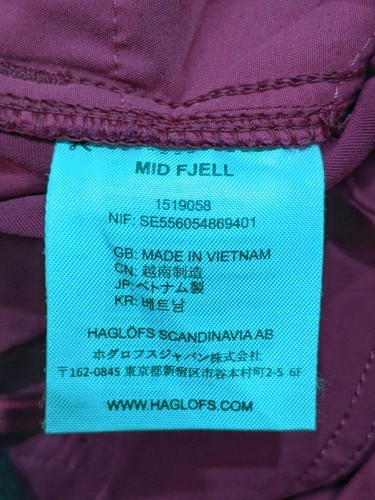 MID FJELL
1519058
NIF: SE556054869401
GB: MADE IN VIETNAM
CN: 越南制造
JP: ベトナム製
KR: 베트남
HAGLÖFS SCANDINAVIA AB
ホグロフスジャパン株式会社
〒162-0845 東京都新宿区市谷本村町2-5 6F
WWW.HAGLOFS.COM